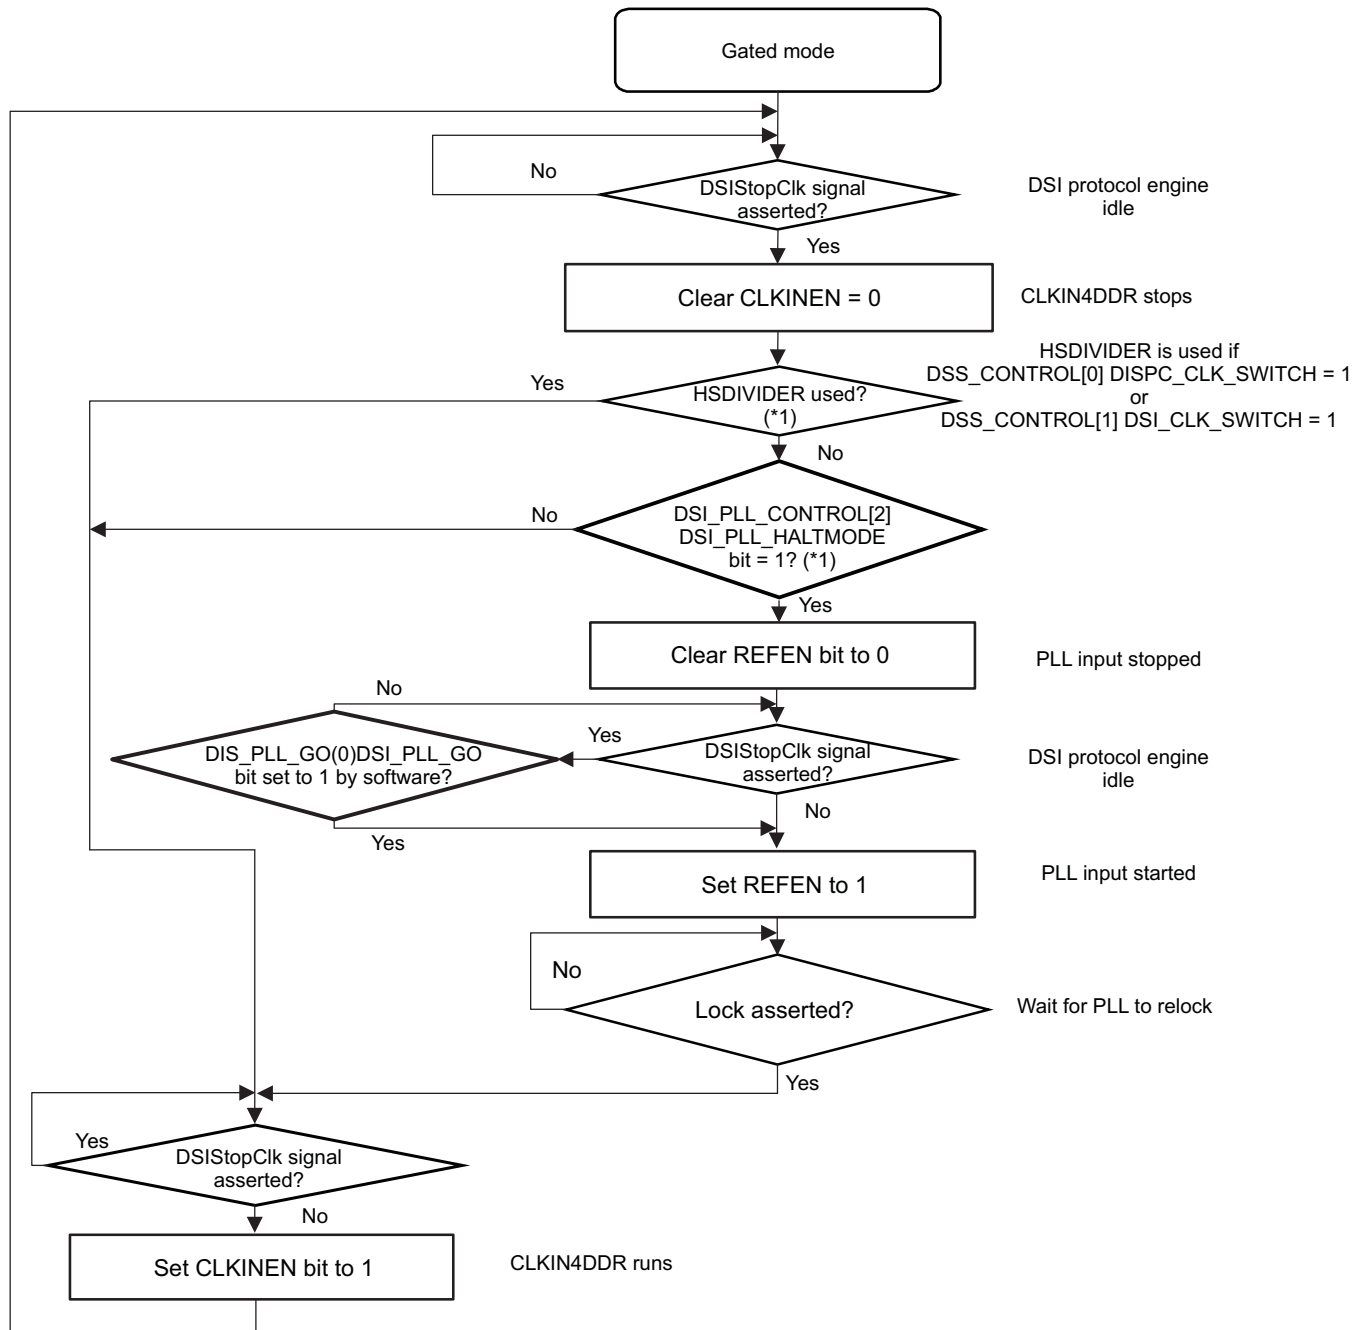 Gated mode
No
DSIStopClk signal
asserted?
DSI protocol engine
idle
Yes
Clear CLKINEN = 0
CLKIN4DDR stops
HSDIVIDER is used if
DSS_CONTROL[0] DISPC_CLK_SWITCH = 1
or
DSS_CONTROL[1] DSI_CLK_SWITCH = 1
Yes
HSDIVIDER used?
(*1)
No
No
DSI_PLL_CONTROL[2]
DSI_PLL_HALTMODE
bit = 1? (*1)
Yes
Clear REFEN bit to 0
PLL input stopped
No
DIS_PLL_GO(0)DSI_PLL_GO
bit set to 1 by software?
Yes
DSIStopClk signal
asserted?
DSI protocol engine
idle
No
Yes
Set REFEN to 1
PLL input started
No
Lock asserted?
Wait for PLL to relock
Yes
Yes
DSIStopClk signal
asserted?
No
Set CLKINEN bit to 1
CLKIN4DDR runs